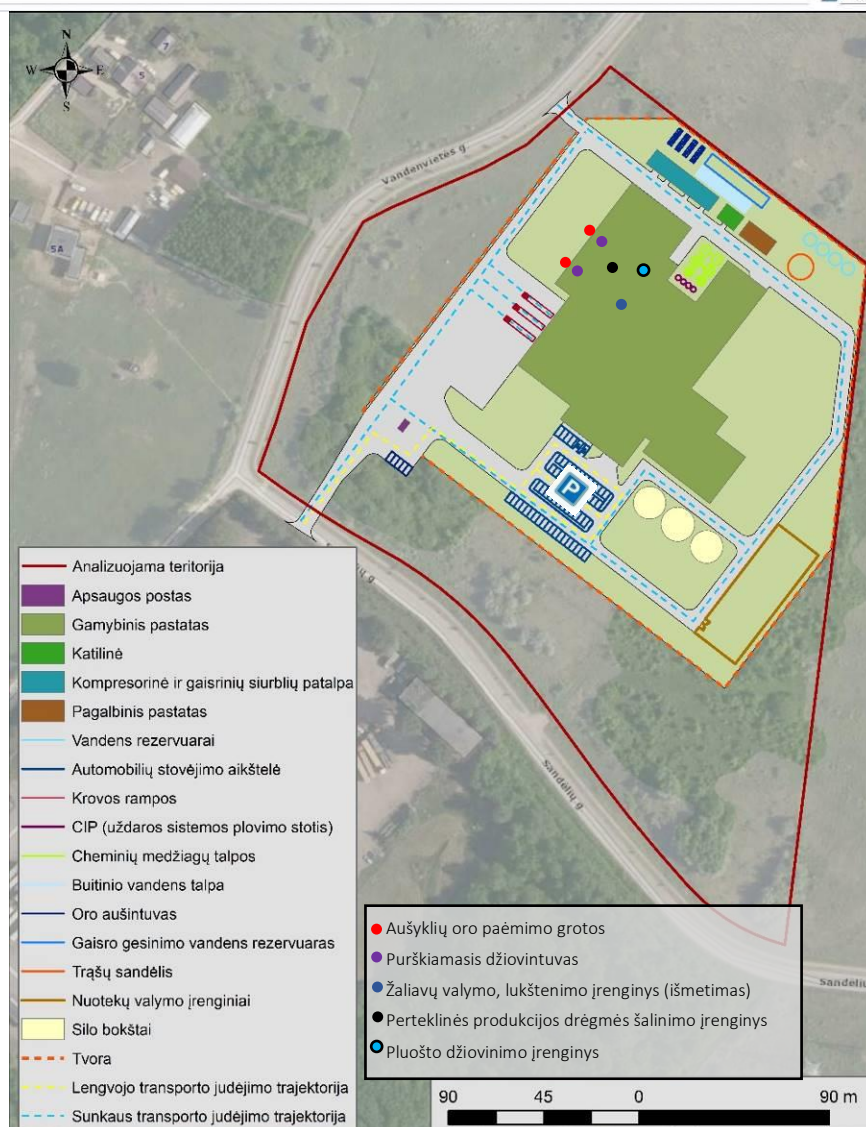 N
W E
S
7
5
5A
Vandenvietės g.
P
ų g.
Sandėlių g.
Sandėlių
Analizuojama teritorija
Apsaugos postas
Gamybinis pastatas
Katilinė
Kompresorinė ir gaisrinių siurblių patalpa
Pagalbinis pastatas
Vandens rezervuarai
Automobilių stovėjimo aikštelė
Krovos rampos
CIP (uždaros sistemos plovimo stotis)
Cheminių medžiagų talpos
Buitinio vandens talpa
Oro aušintuvas
Gaisro gesinimo vandens rezervuaras
Trąšų sandėlis
Nuotekų valymo įrenginiai
Silo bokštai
Tvora
Lengvojo transporto judėjimo trajektorija
Sunkaus transporto judėjimo trajektorija
Aušyklių oro paėmimo grotos
Purškiamasis džiovintuvas
Žaliavų valymo, lukštenimo įrenginys (išmetimas)
Perteklinės produkcijos drėgmės šalinimo įrenginys
Pluošto džiovinimo įrenginys
90 45 0 90 m